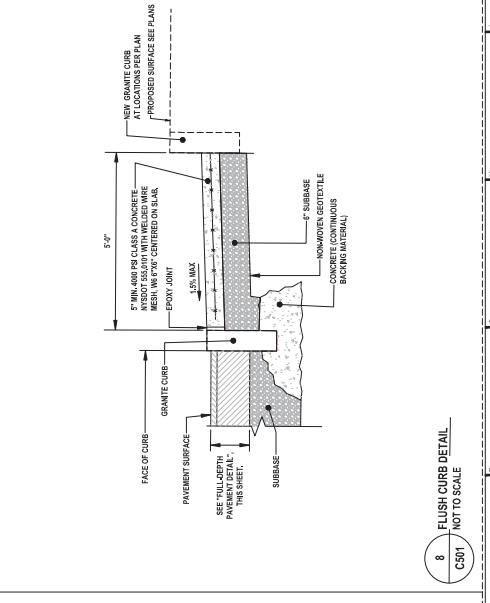 NEW GRANITE CURB
AT LOCATIONS PER PLAN
PROPOSED SURFACE SEE PLANS
5'-0"
5" MIN. 4000 PSI CLASS A CONCRETE
NYSDOT 555.0101 WITH WELDED WIRE
MESH, W6 6"X6" CENTERED ON SLAB.
EPOXY JOINT
1.5% MAX
GRANITE CURB
FACE OF CURB
PAVEMENT SURFACE
SEE "FULL-DEPTH
PAVEMENT DETAIL",
THIS SHEET.
SUBBASE
6" SUBBASE
NON-WOVEN GEOTEXTILE
CONCRETE (CONTINUOUS
BACKING MATERIAL)
8
C501
FLUSH CURB DETAIL
NOT TO SCALE